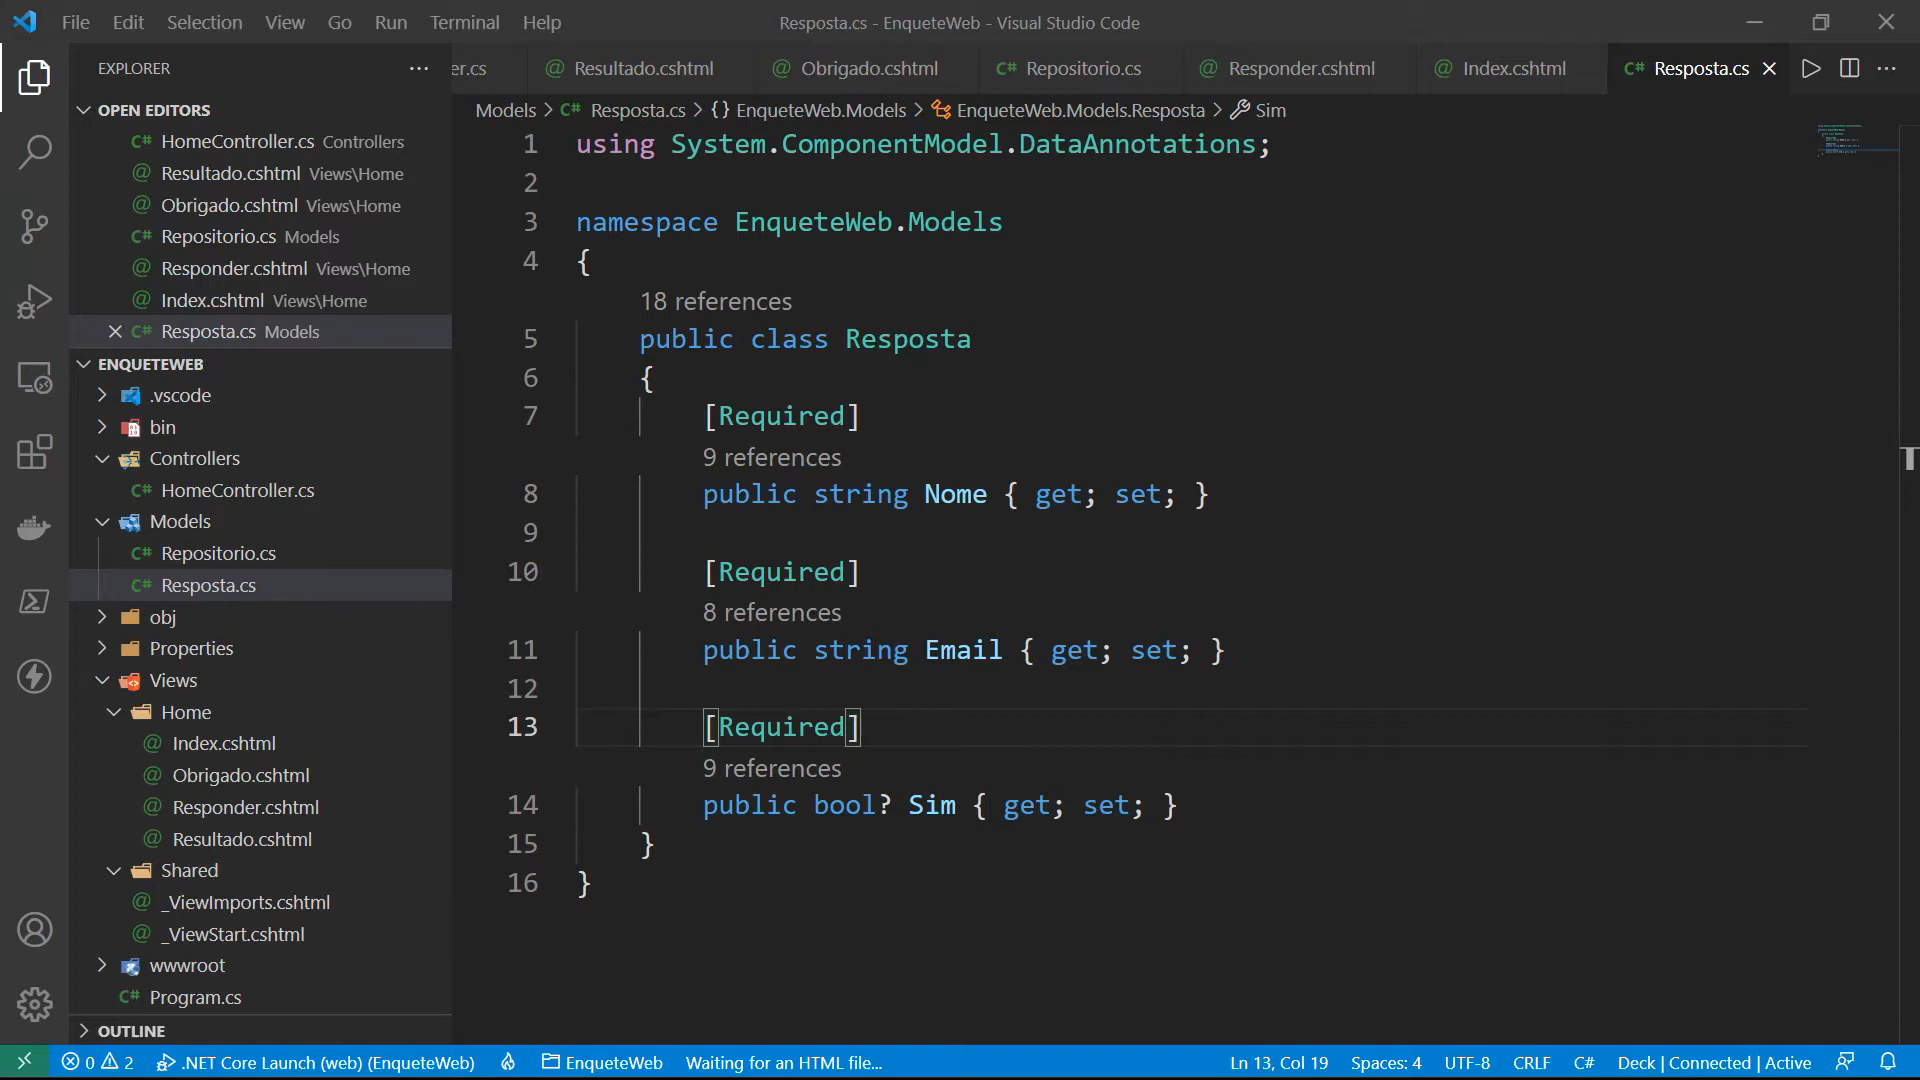 File Edit Selection View Go Run Terminal Help
Resposta.cs - EnqueteWeb - Visual Studio Code
EXPLORER
er.cs Resultado.cshtml Obrigado.cshtml Repositorio.cs Responder.cshtml Index.cshtml Resposta.cs
OPEN EDITORS
HomeController.cs Controllers
Resultado.cshtml Views\Home
Obrigado.cshtml Views\Home
Repositorio.cs Models
Responder.cshtml Views\Home
Index.cshtml Views\Home
Resposta.cs Models
ENQUETEWEB
.vscode
bin
Controllers
HomeController.cs
Models
Repositorio.cs
Resposta.cs
obj
Properties
Views
Home
Index.cshtml
Obrigado.cshtml
Responder.cshtml
Resultado.cshtml
Shared
_ViewImports.cshtml
_ViewStart.cshtml
wwwroot
Program.cs
OUTLINE
Models > Resposta.cs > {} EnqueteWeb.Models > EnqueteWeb.Models.Resposta > Sim
1 using System.ComponentModel.DataAnnotations;
2
3 namespace EnqueteWeb.Models
4 {
18 references
5 public class Resposta
6 {
7 [Required]
9 references
8 public string Nome { get; set; }
9
10 [Required]
8 references
11 public string Email { get; set; }
12
13 [Required]
9 references
14 public bool? Sim { get; set; }
15 }
16 }
0 2 .NET Core Launch (web) (EnqueteWeb) EnqueteWeb Waiting for an HTML file... Ln 13, Col 19 Spaces: 4 UTF-8 CRLF C# Deck | Connected | Active